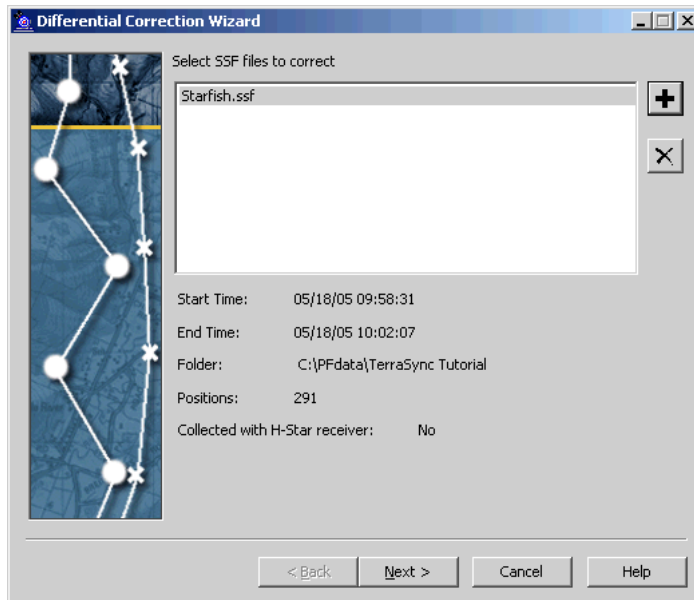 Differential Correction Wizard
Select SSF files to correct
Starfish.ssf
Start Time: 05/18/05 09:58:31
End Time: 05/18/05 10:02:07
Folder: C:\PFdata\TerraSync Tutorial
Positions: 291
Collected with H-Star receiver: No
< Back Next > Cancel Help